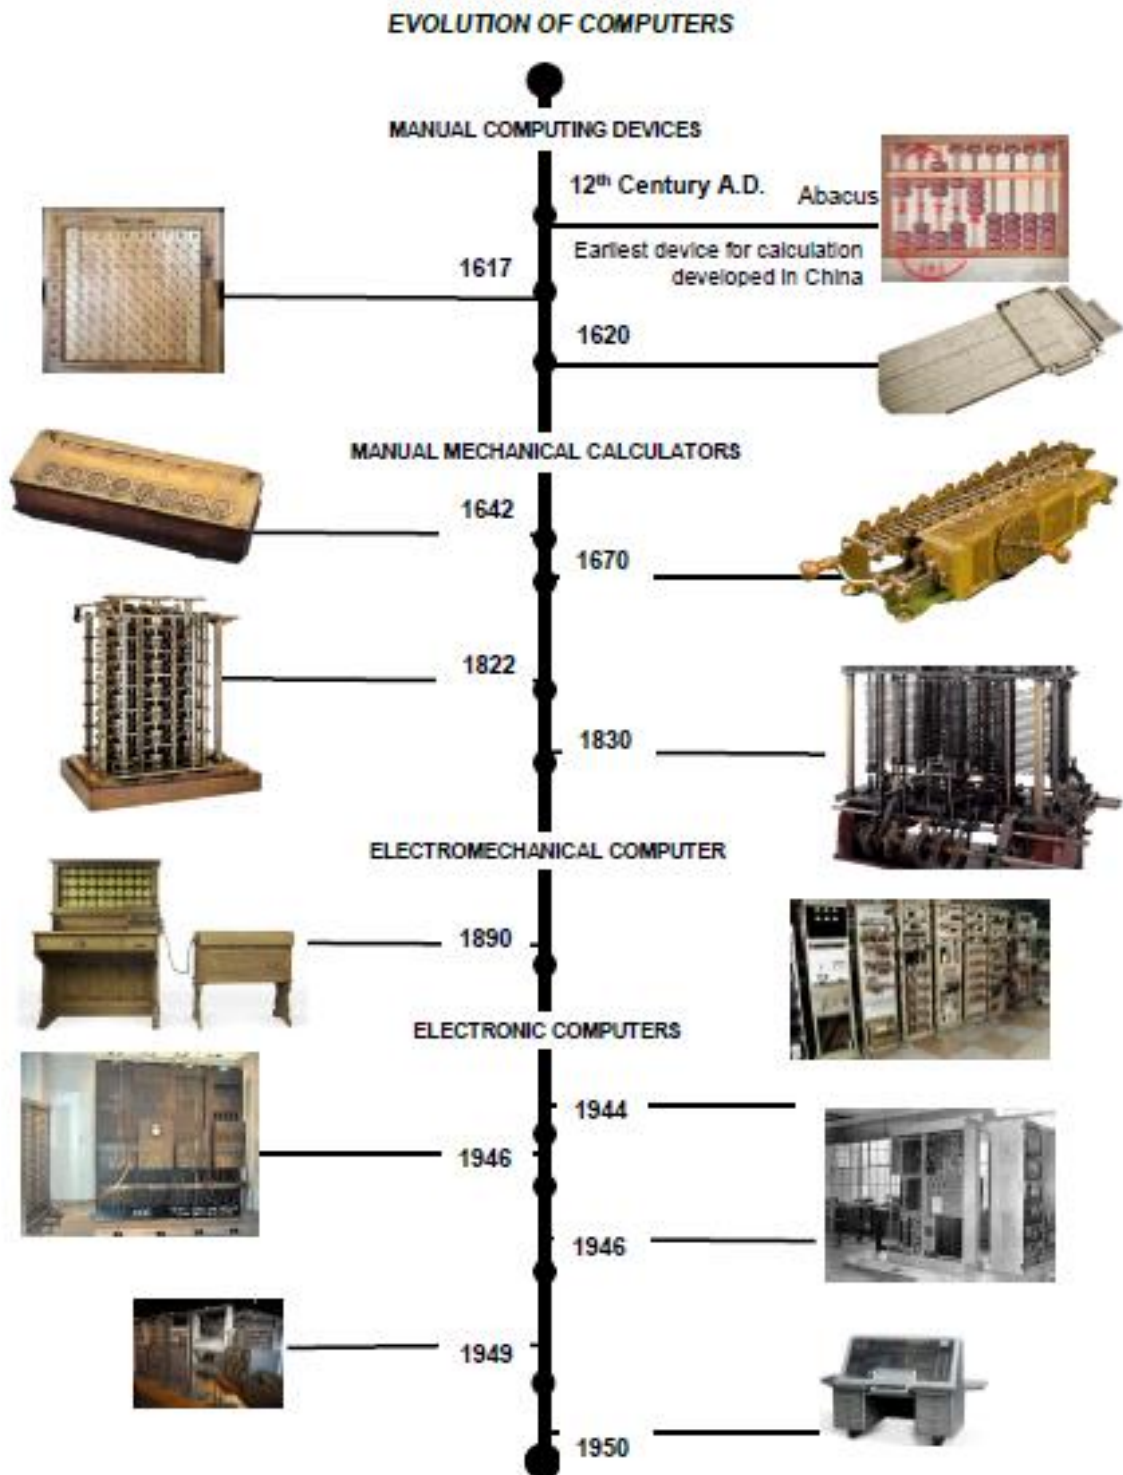 EVOLUTION OF COMPUTERS
MANUAL COMPUTING DEVICES
12th Century A.D.
Abacus
Earliest device for calculation
developed in China
1617
1620
MANUAL MECHANICAL CALCULATORS
1642
1670
1822
1830
ELECTROMECHANICAL COMPUTER
1890
ELECTRONIC COMPUTERS
1944
1946
1946
1949
1950